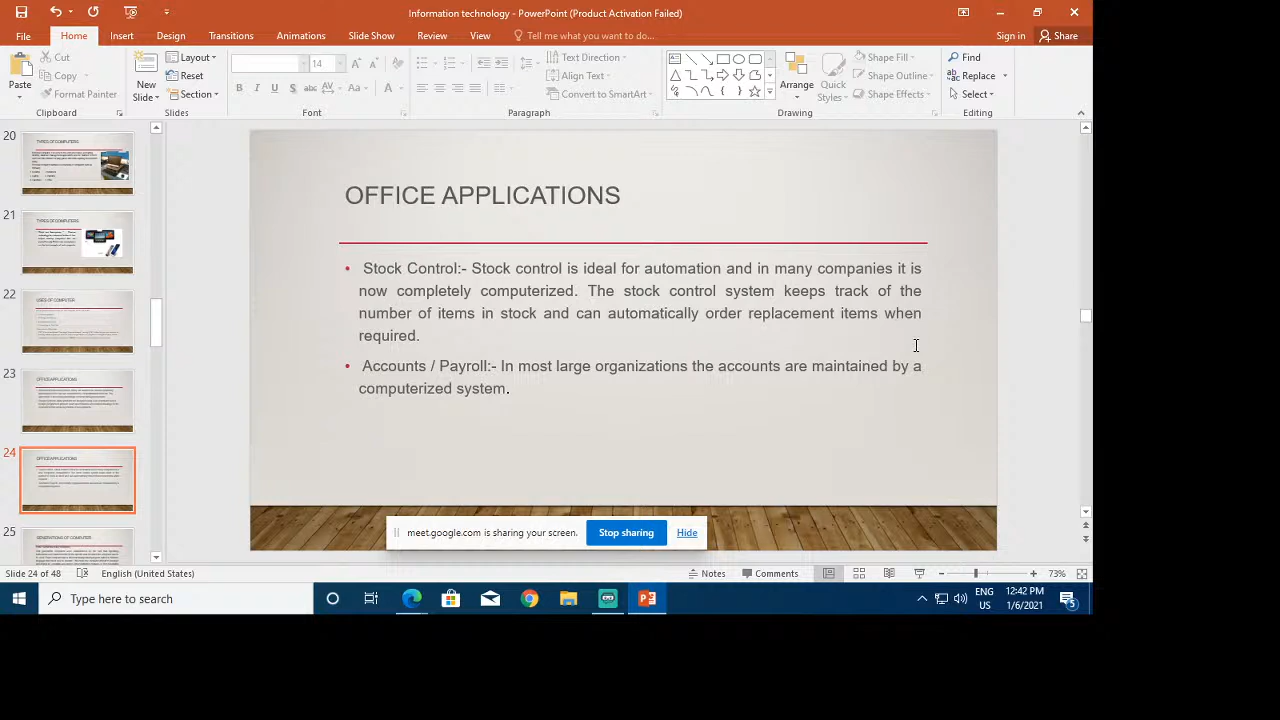 Information technology - PowerPoint (Product Activation Failed)
File Home Insert Design Transitions Animations Slide Show Review View Tell me what you want to do... Sign in Share
Paste
Cut
Copy
Format Painter
Clipboard
New Slide
Layout
Reset
Section
Slides
14
B I U S abc AV Aa A
Font
Paragraph
Text Direction
Align Text
Convert to SmartArt
Arrange
Quick Styles
Shape Fill
Shape Outline
Shape Effects
Drawing
Find
Replace
Select
Editing
20
TYPES OF COMPUTERS
21
TYPES OF COMPUTERS
22
USES OF COMPUTER
23
OFFICE APPLICATIONS
24
OFFICE APPLICATIONS
25
GENERATIONS OF COMPUTER
OFFICE APPLICATIONS
• Stock Control:- Stock control is ideal for automation and in many companies it is
now completely computerized. The stock control system keeps track of the
number of items in stock and can automatically order replacement items when
required.
• Accounts / Payroll:- In most large organizations the accounts are maintained by a
computerized system.
meet.google.com is sharing your screen. Stop sharing Hide
Slide 24 of 48 English (United States) Notes Comments 73%
Type here to search
ENG
US
12:42 PM
1/6/2021
5